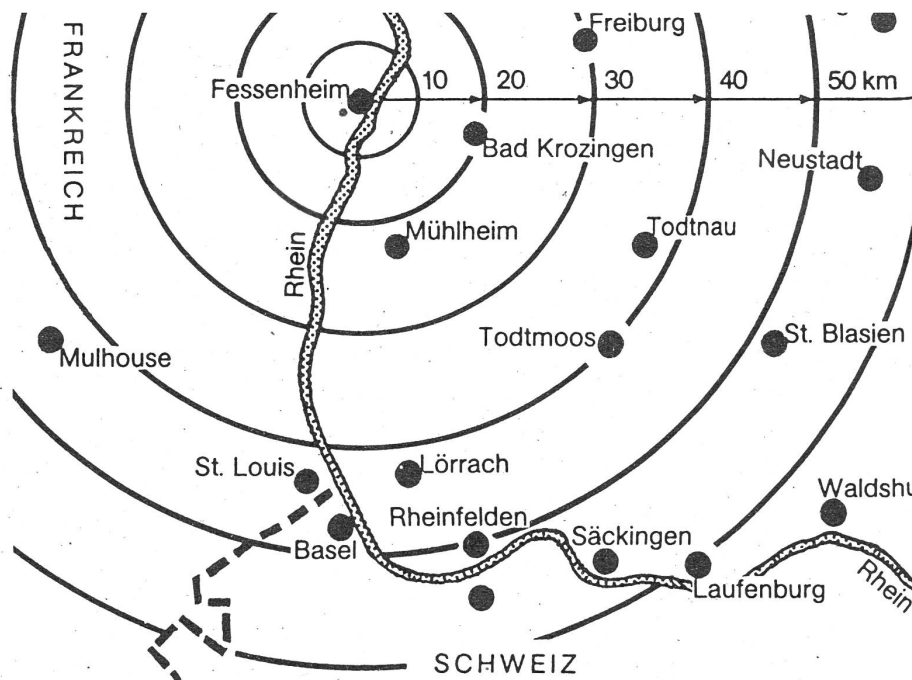 Freiburg
FRANKREICH
Fessenheim
10 20 30 40 50 km
Bad Krozingen
Neustadt
Mühlheim
Todtnau
Rhein
Todtmoos
St. Blasien
Mulhouse
St. Louis
Lörrach
Waldshu
Rheinfelden
Basel
Säckingen
Laufenburg
Rhein
SCHWEIZ